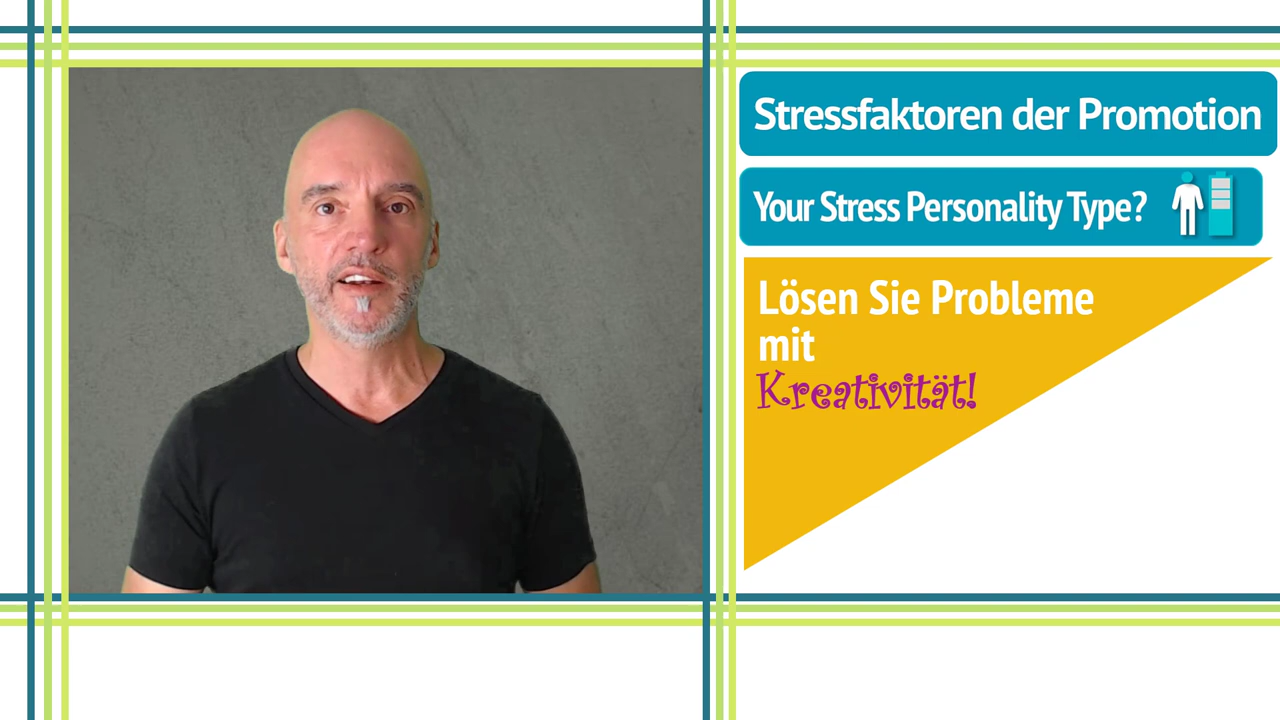 Stressfaktoren der Promotion
Your Stress Personality Type?
Lösen Sie Probleme
mit
Kreativität!